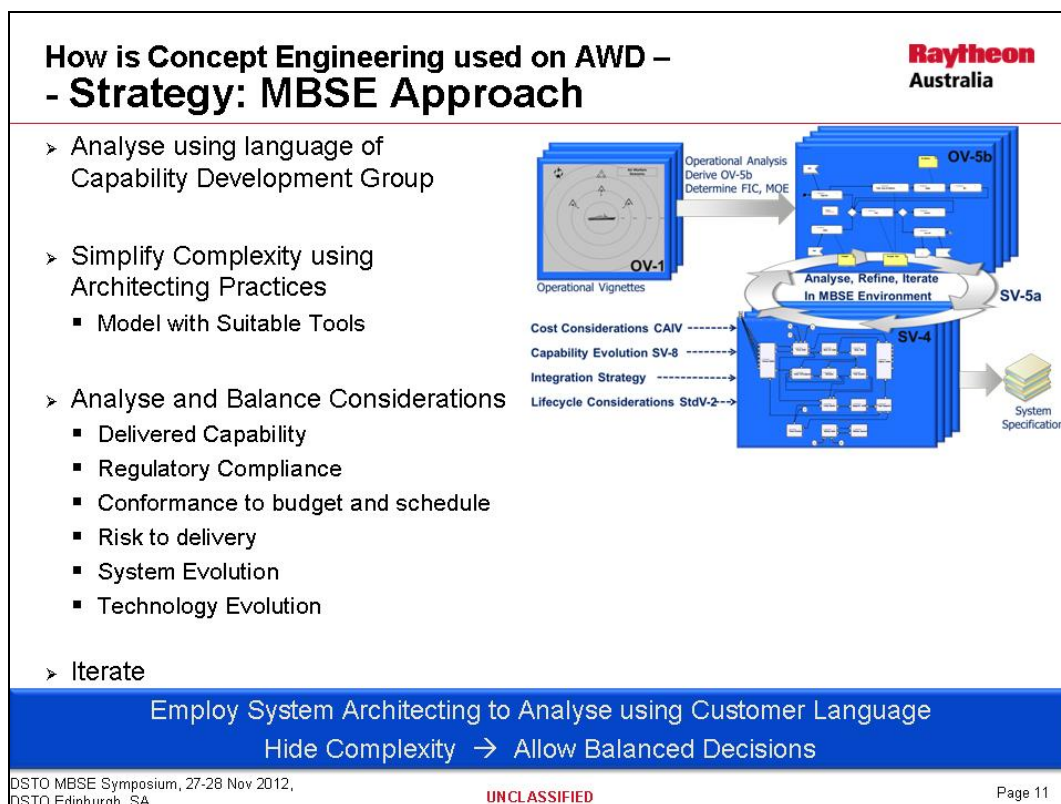 How is Concept Engineering used on AWD –
- Strategy: MBSE Approach
Raytheon
Australia
➢ Analyse using language of
Capability Development Group
➢ Simplify Complexity using
Architecting Practices
▪ Model with Suitable Tools
➢ Analyse and Balance Considerations
▪ Delivered Capability
▪ Regulatory Compliance
▪ Conformance to budget and schedule
▪ Risk to delivery
▪ System Evolution
▪ Technology Evolution
➢ Iterate
OV-1
Operational Vignettes
Operational Analysis
Derive OV-5b
Determine FIC, MOE
OV-5b
Analyse, Refine, Iterate
In MBSE Environment
SV-5a
SV-4
Cost Considerations CAIV
Capability Evolution SV-8
Integration Strategy
Lifecycle Considerations StdV-2
System
Specification
Employ System Architecting to Analyse using Customer Language
Hide Complexity → Allow Balanced Decisions
DSTO MBSE Symposium, 27-28 Nov 2012,
DSTO Edinburgh, SA
UNCLASSIFIED
Page 11